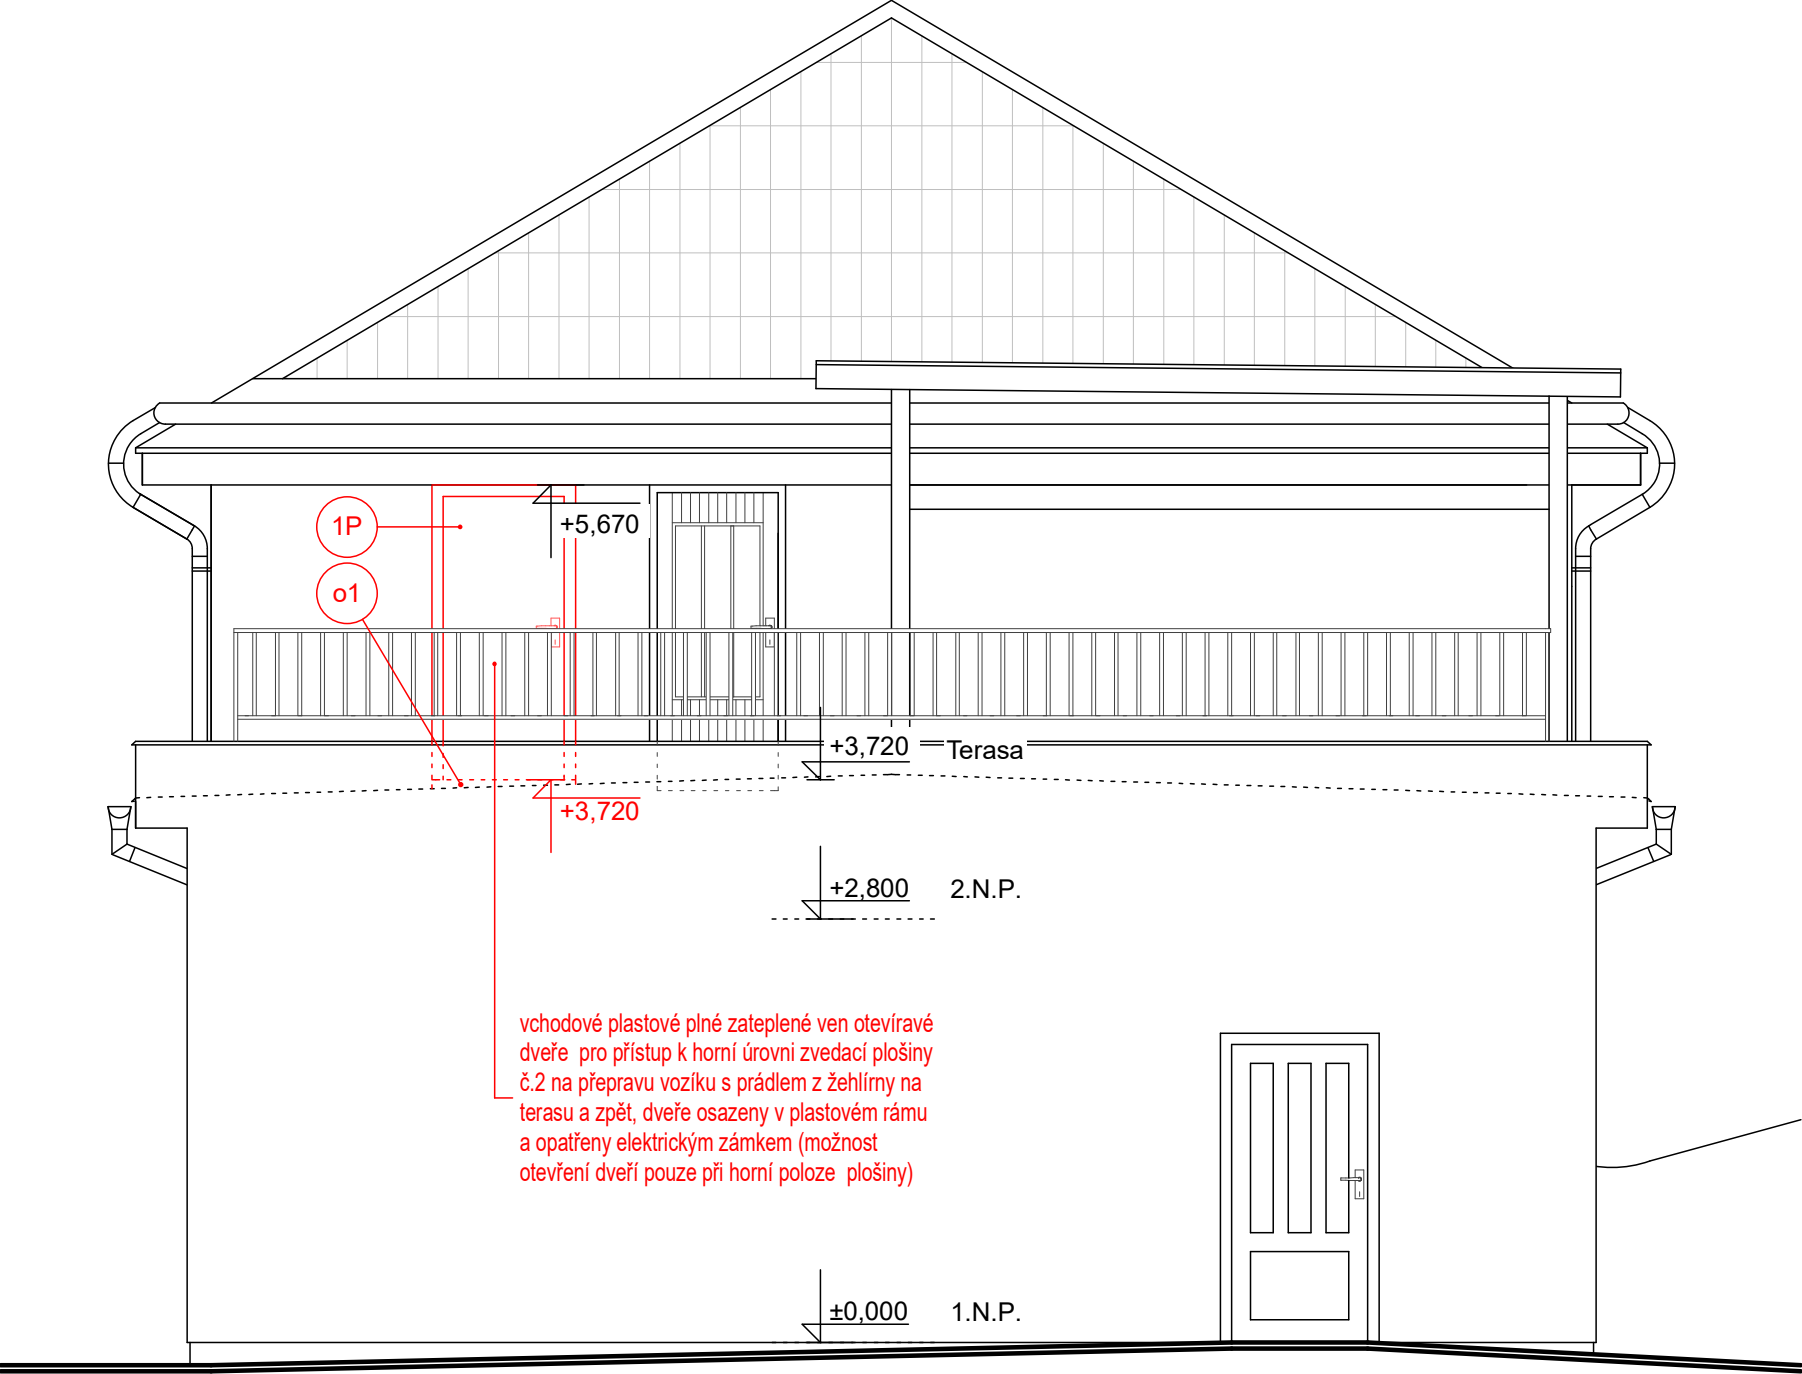 1P
+5,670
o1
+3,720 Terasa
+3,720
+2,800 2.N.P.
vchodové plastové plné zateplené ven otevíravé
dveře pro přístup k horní úrovni zvedací plošiny
č.2 na přepravu vozíku s prádlem z žehlírny na
terasu a zpět, dveře osazeny v plastovém rámu
a opatřeny elektrickým zámkem (možnost
otevření dveří pouze při horní poloze plošiny)
±0,000 1.N.P.